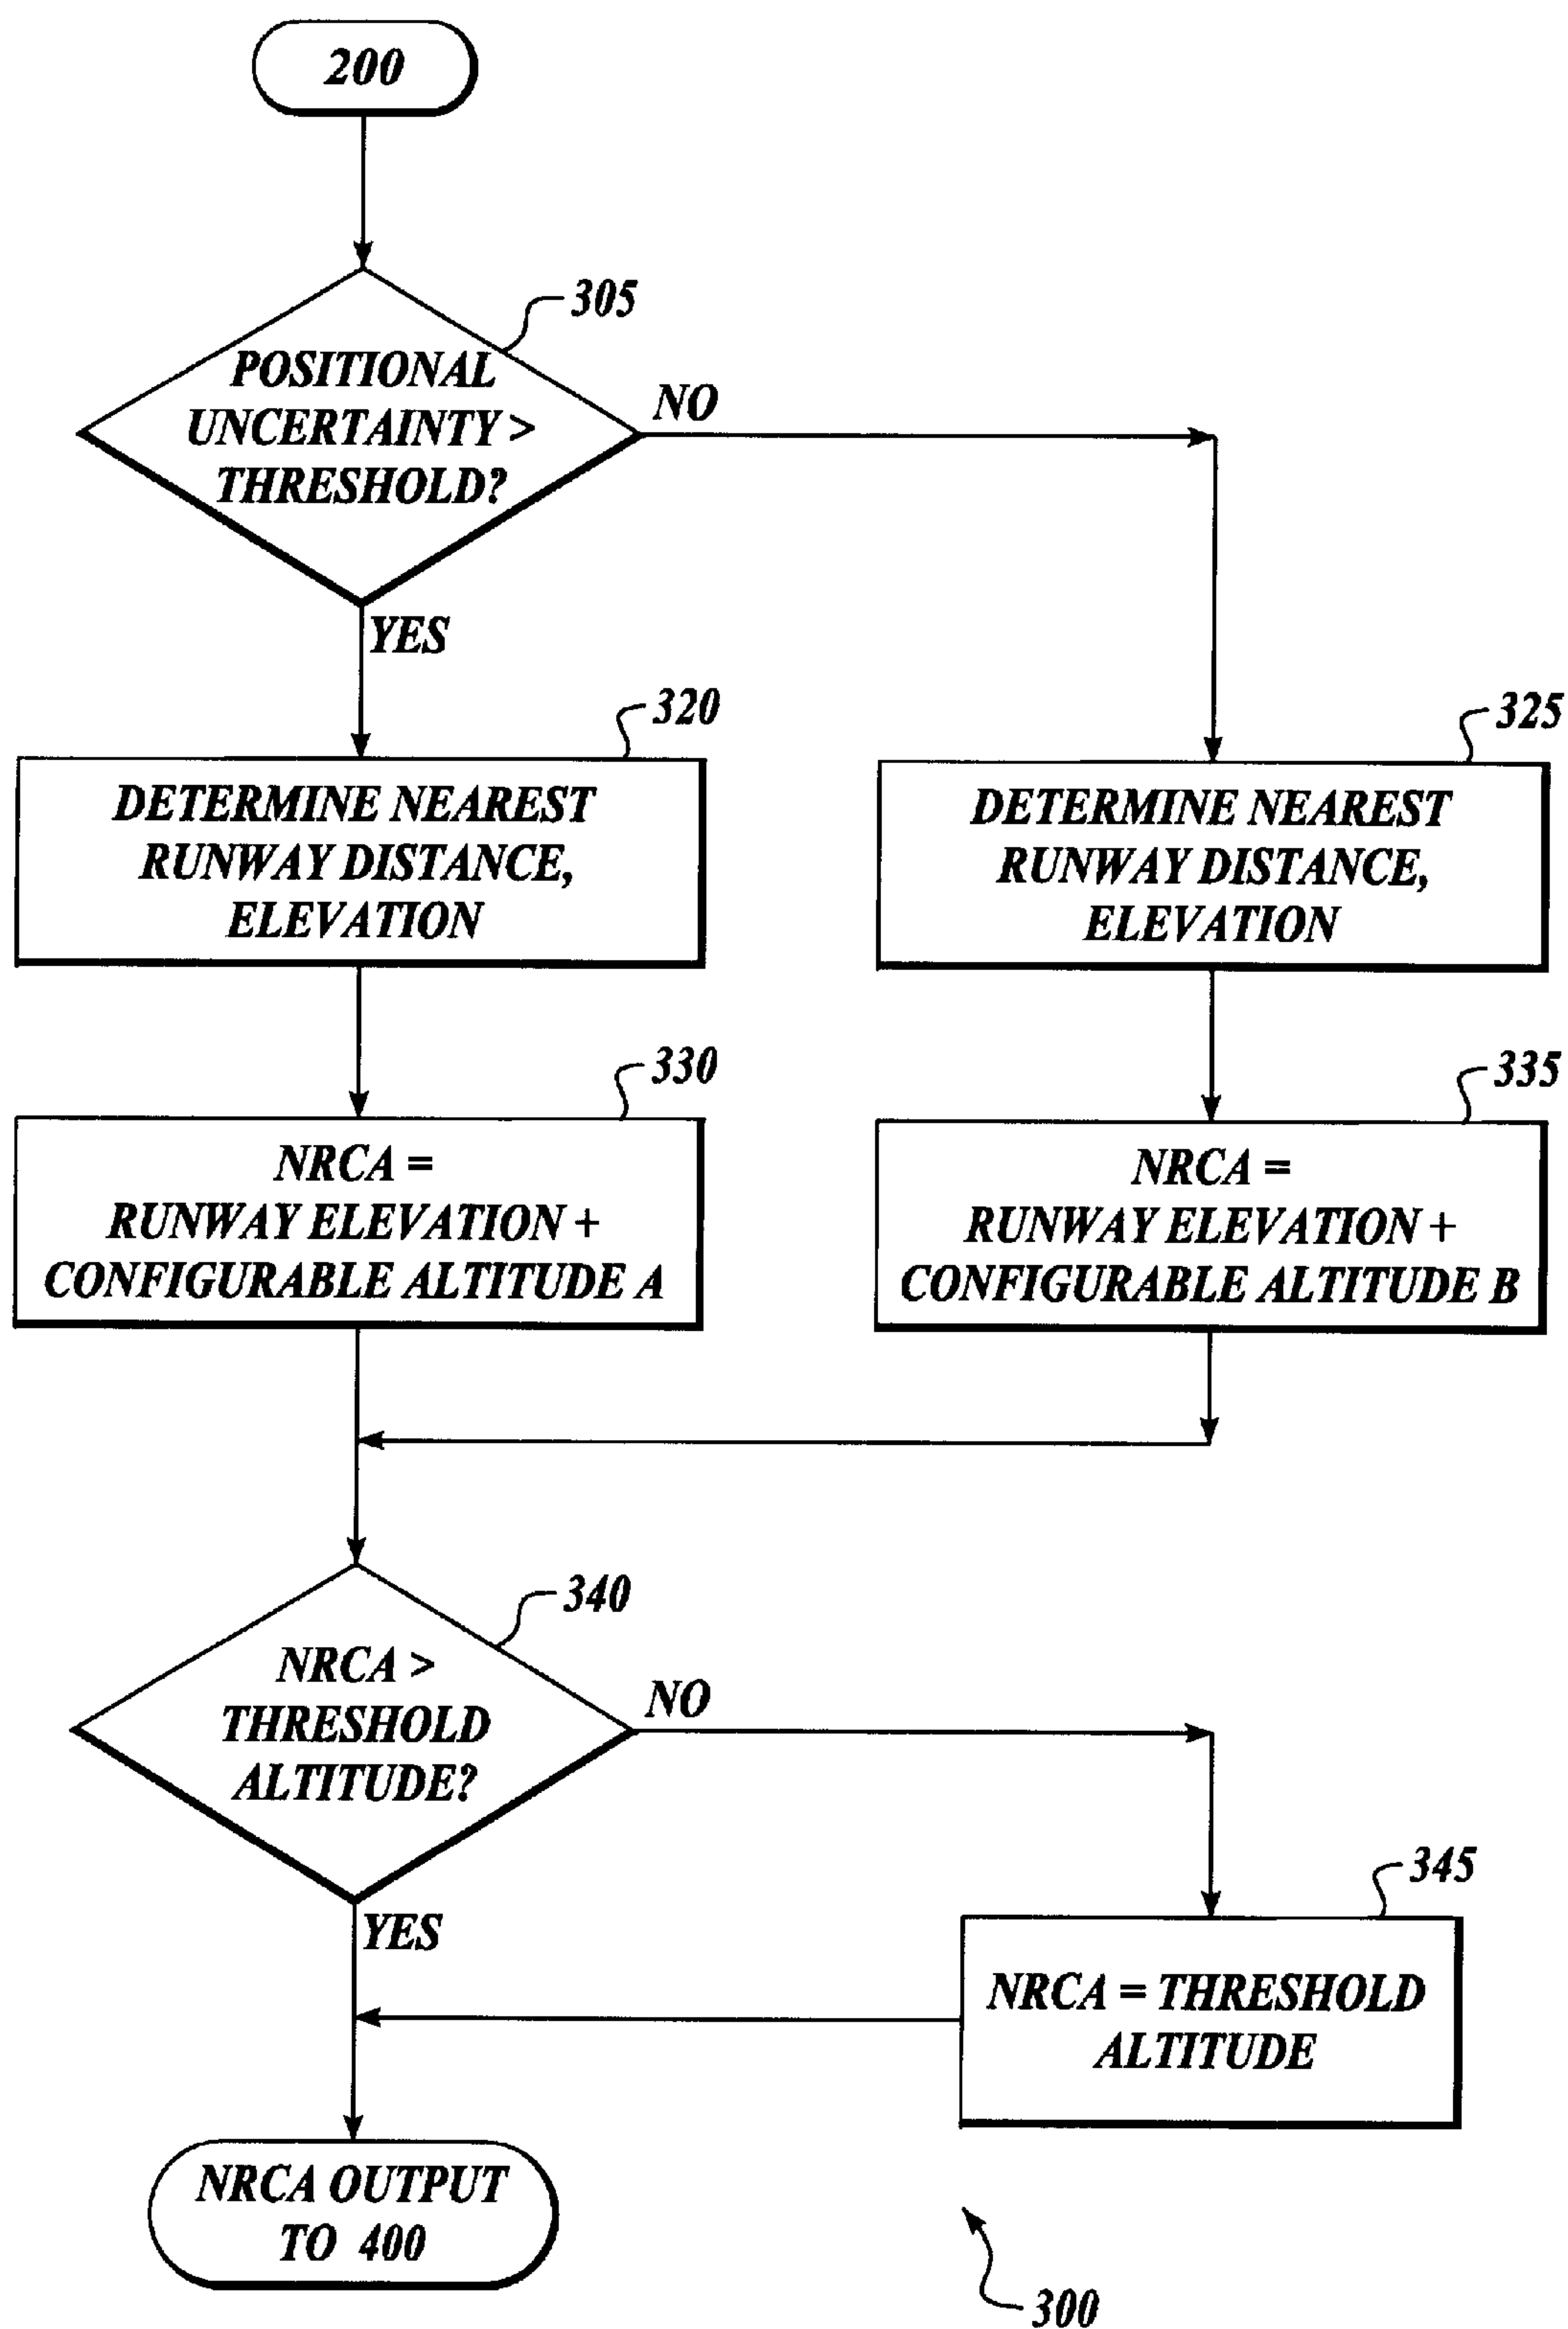 200
305
POSITIONAL
UNCERTAINTY >
THRESHOLD?
NO
YES
320
DETERMINE NEAREST
RUNWAY DISTANCE,
ELEVATION
325
DETERMINE NEAREST
RUNWAY DISTANCE,
ELEVATION
330
NRCA =
RUNWAY ELEVATION +
CONFIGURABLE ALTITUDE A
335
NRCA =
RUNWAY ELEVATION +
CONFIGURABLE ALTITUDE B
340
NRCA >
THRESHOLD
ALTITUDE?
NO
YES
345
NRCA = THRESHOLD
ALTITUDE
NRCA OUTPUT
TO 400
300